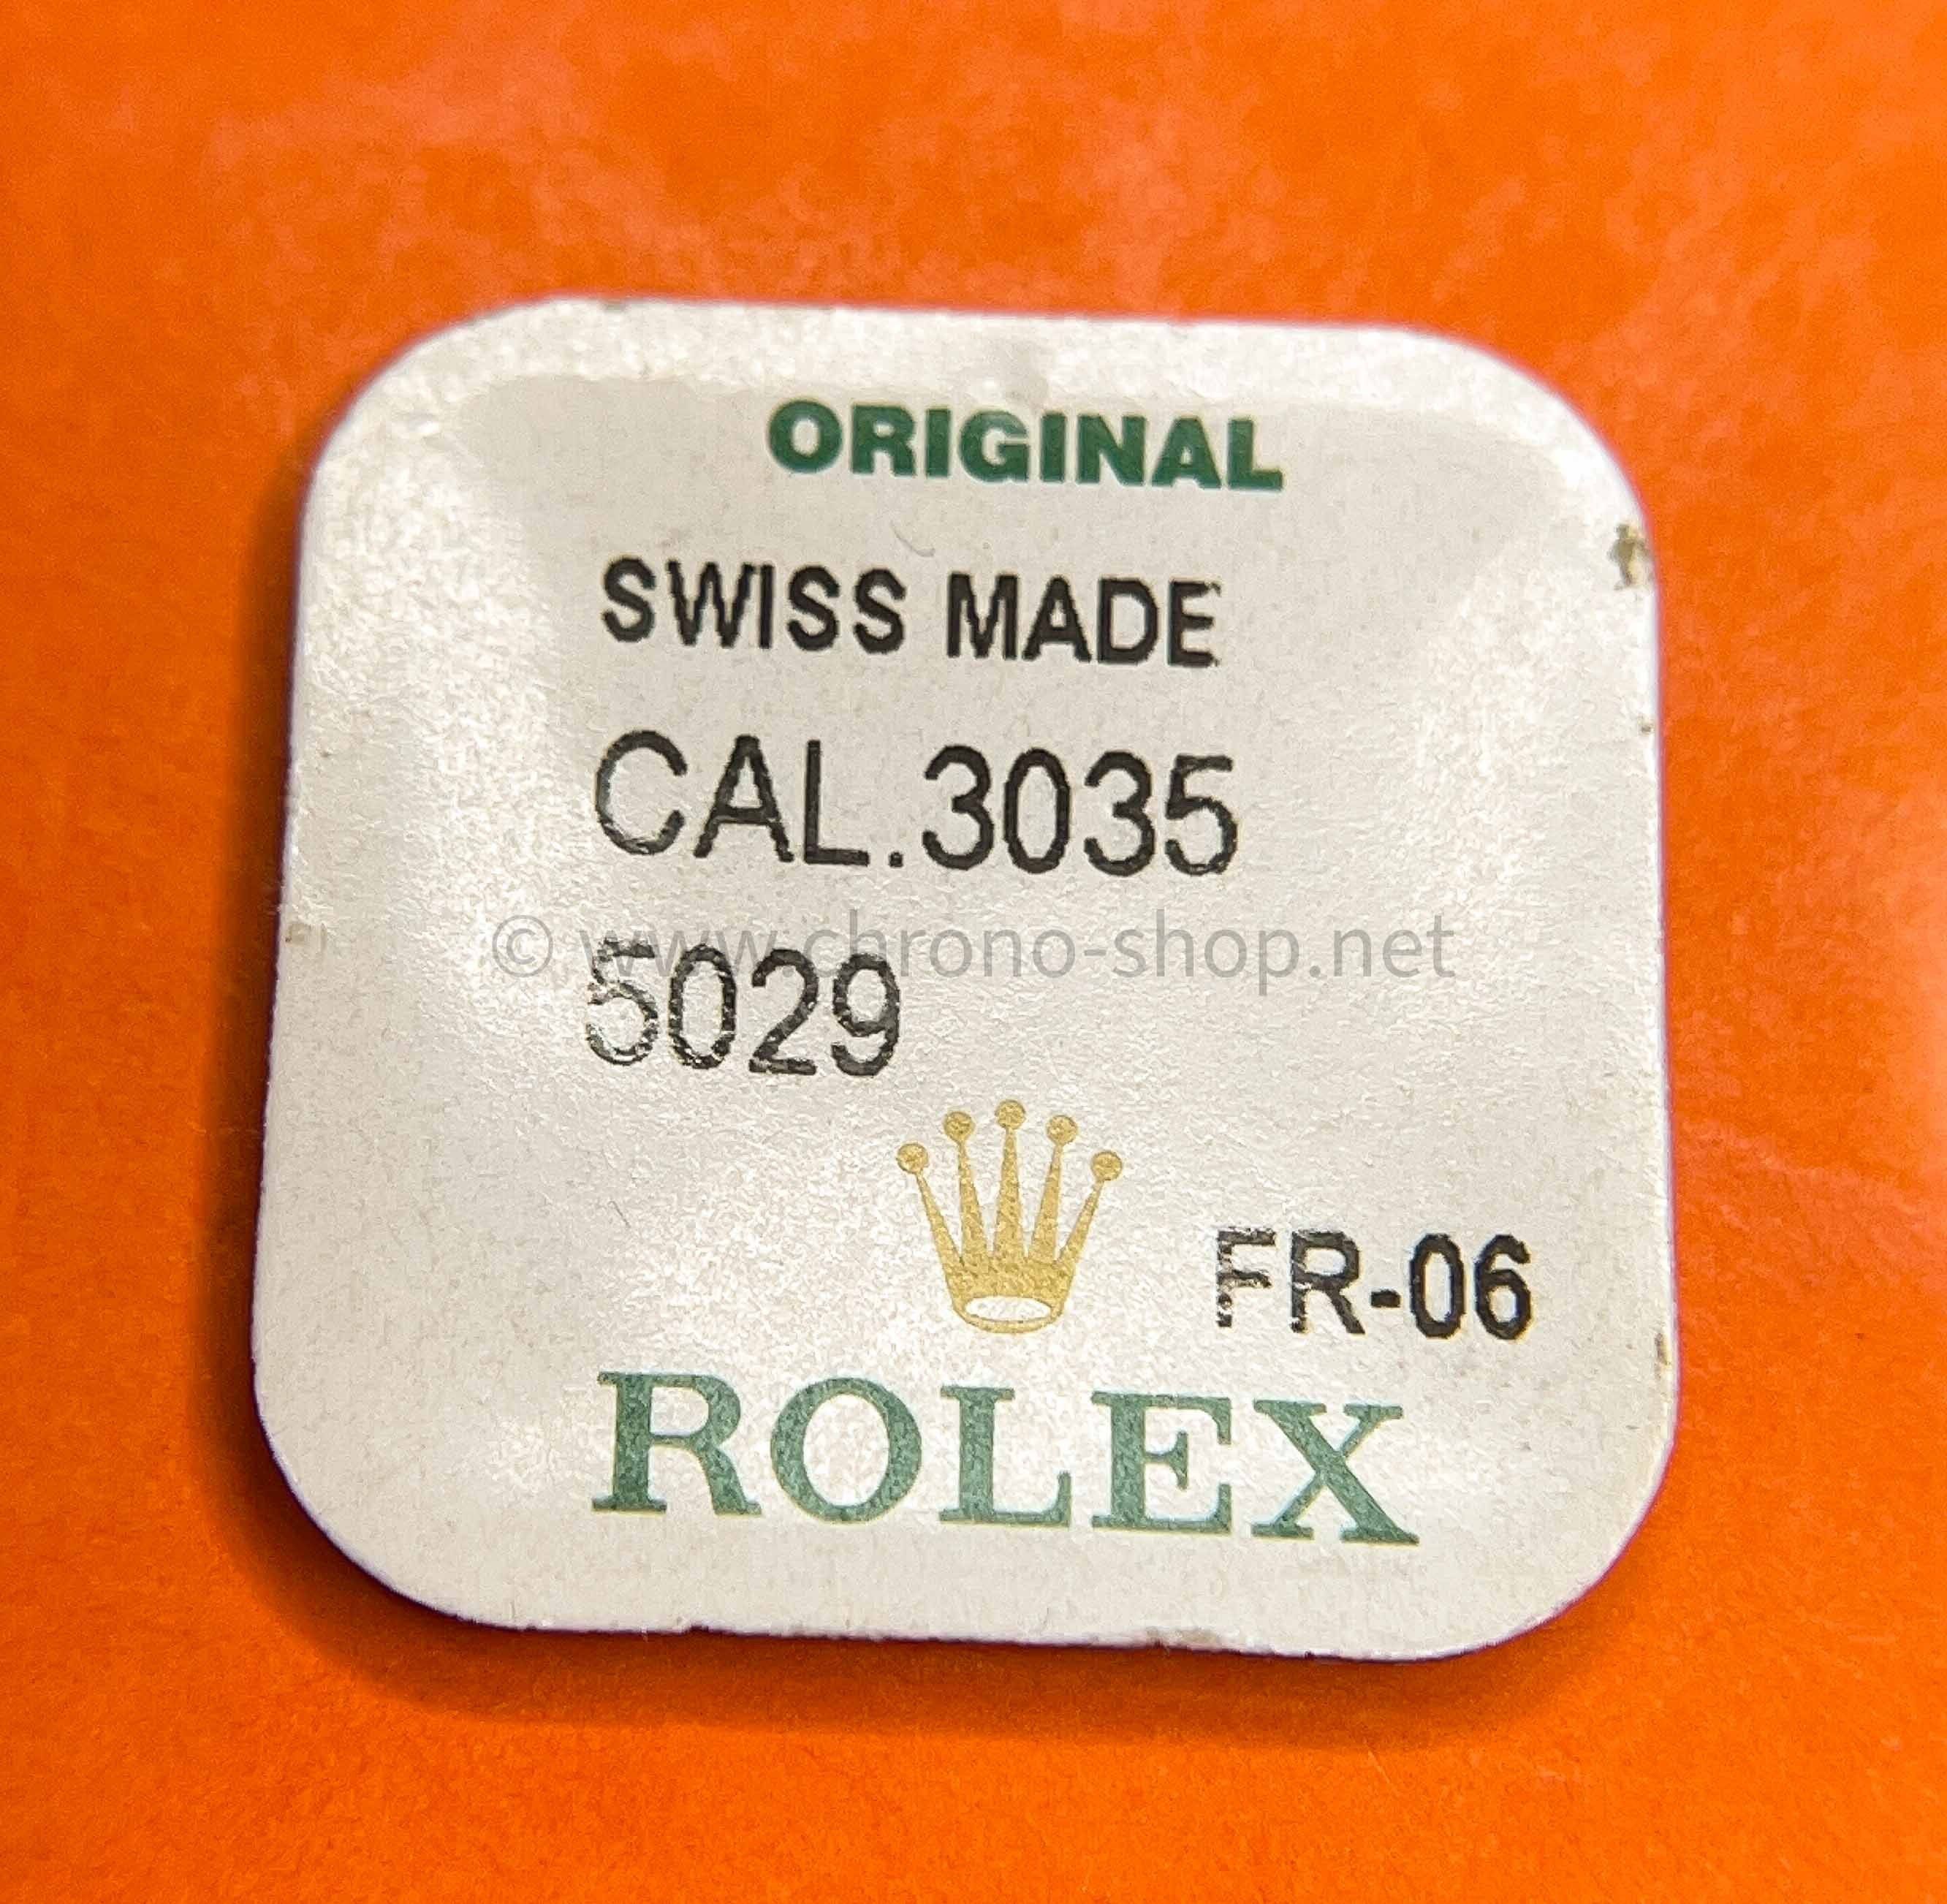 ORIGINAL
SWISS MADE
CAL.3035
© www.chrono-shop.net
5029
FR-06
ROLEX